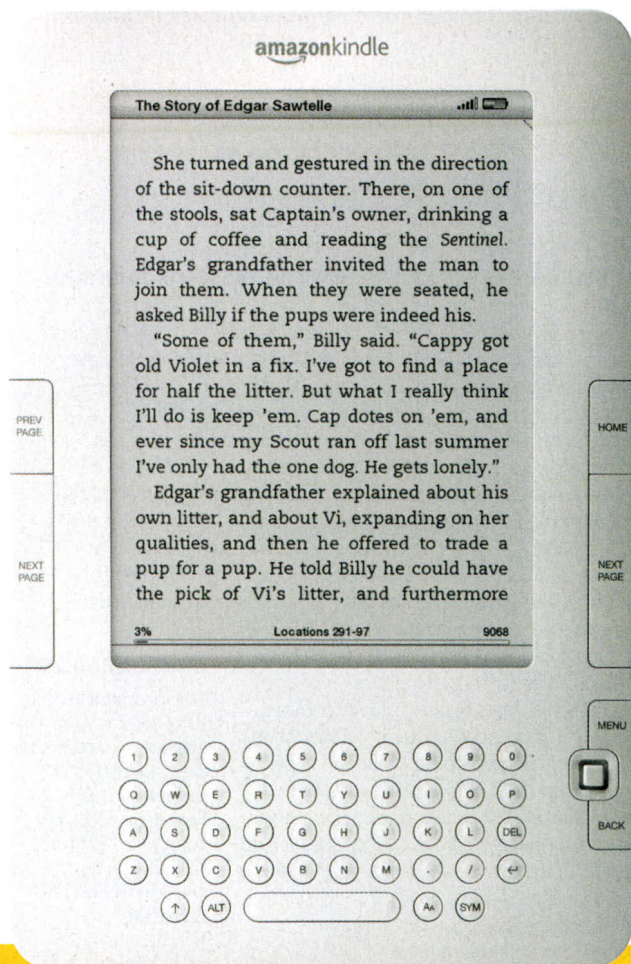 amazonkindle
The Story of Edgar Sawtelle
She turned and gestured in the direction
of the sit-down counter. There, on one of
the stools, sat Captain's owner, drinking a
cup of coffee and reading the Sentinel.
Edgar's grandfather invited the man to
join them. When they were seated, he
asked Billy if the pups were indeed his.
"Some of them," Billy said. "Cappy got
old Violet in a fix. I've got to find a place
for half the litter. But what I really think
I'll do is keep 'em. Cap dotes on 'em, and
ever since my Scout ran off last summer
I've only had the one dog. He gets lonely."
Edgar's grandfather explained about his
own litter, and about Vi, expanding on her
qualities, and then he offered to trade a
pup for a pup. He told Billy he could have
the pick of Vi's litter, and furthermore
3% Locations 291-97 9068
PREV
PAGE
NEXT
PAGE
HOME
NEXT
PAGE
MENU
BACK
1 2 3 4 5 6 7 8 9 0
Q W E R T Y U I O P
A S D F G H J K L DEL
Z X C V B N M . / ↵
↑ ALT AA SYM